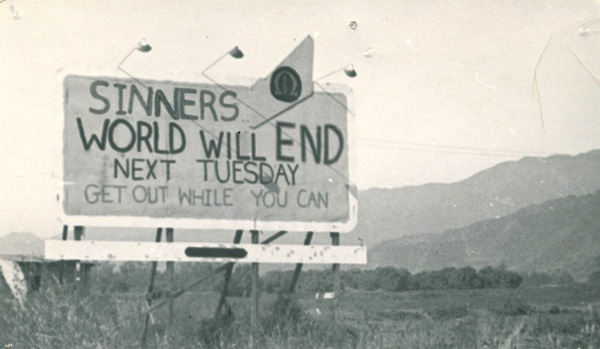 Ω
SINNERS
WORLD WILL END
NEXT TUESDAY
GET OUT WHILE YOU CAN